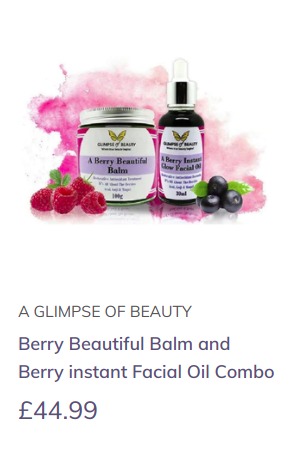 GLIMPSE of BEAUTY
A Berry Beautiful
Balm
100g
GLIMPSE of BEAUTY
A Berry Instant
Glow Facial Oil
30ml
A GLIMPSE OF BEAUTY
Berry Beautiful Balm and
Berry instant Facial Oil Combo
£44.99